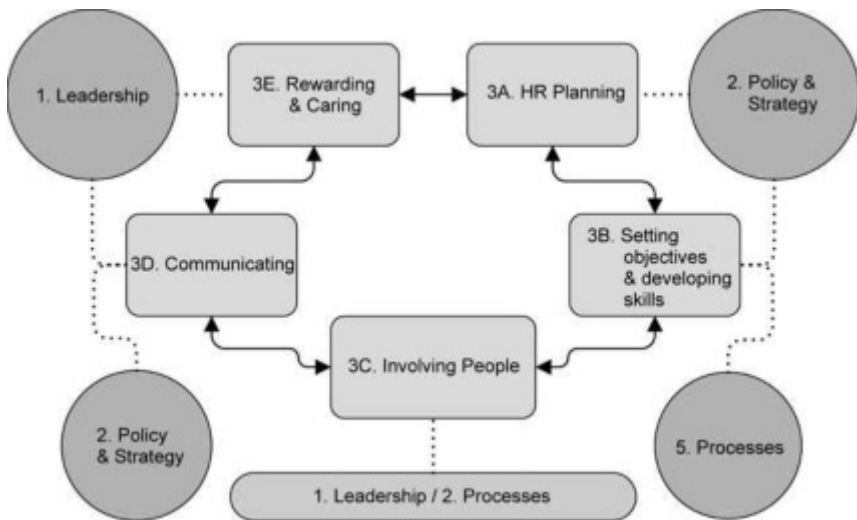 1. Leadership
3E. Rewarding
& Caring
3A. HR Planning
2. Policy &
Strategy
3D. Communicating
3B. Setting
objectives
& developing
skills
3C. Involving People
2. Policy
& Strategy
5. Processes
1. Leadership / 2. Processes